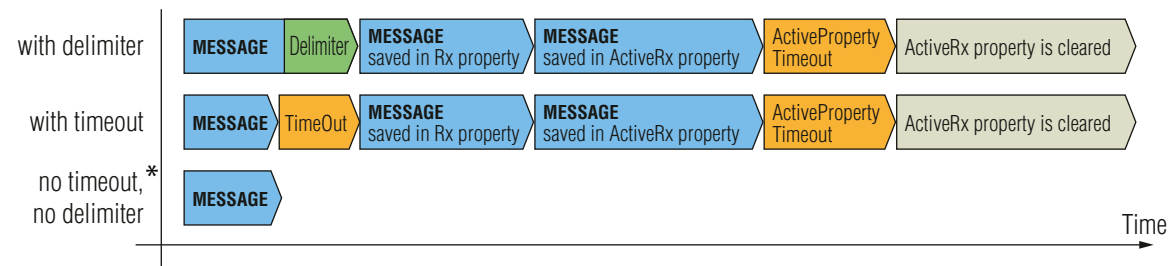 with delimiter
MESSAGE
Delimiter
MESSAGE
saved in Rx property
MESSAGE
saved in ActiveRx property
ActiveProperty
Timeout
ActiveRx property is cleared
with timeout
MESSAGE
TimeOut
MESSAGE
saved in Rx property
MESSAGE
saved in ActiveRx property
ActiveProperty
Timeout
ActiveRx property is cleared
no timeout,*
no delimiter
MESSAGE
Time